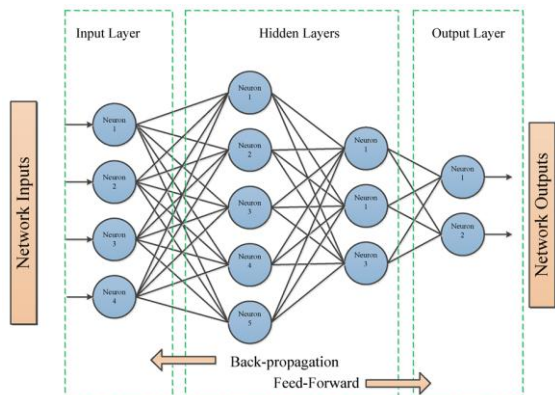 Input Layer
Hidden Layers
Output Layer
Network Inputs
Neuron
1
Neuron
2
Neuron
3
Neuron
4
Neuron
1
Neuron
2
Neuron
3
Neuron
4
Neuron
5
Neuron
1
Neuron
1
Neuron
3
Neuron
1
Neuron
2
Network Outputs
Back-propagation
Feed-Forward